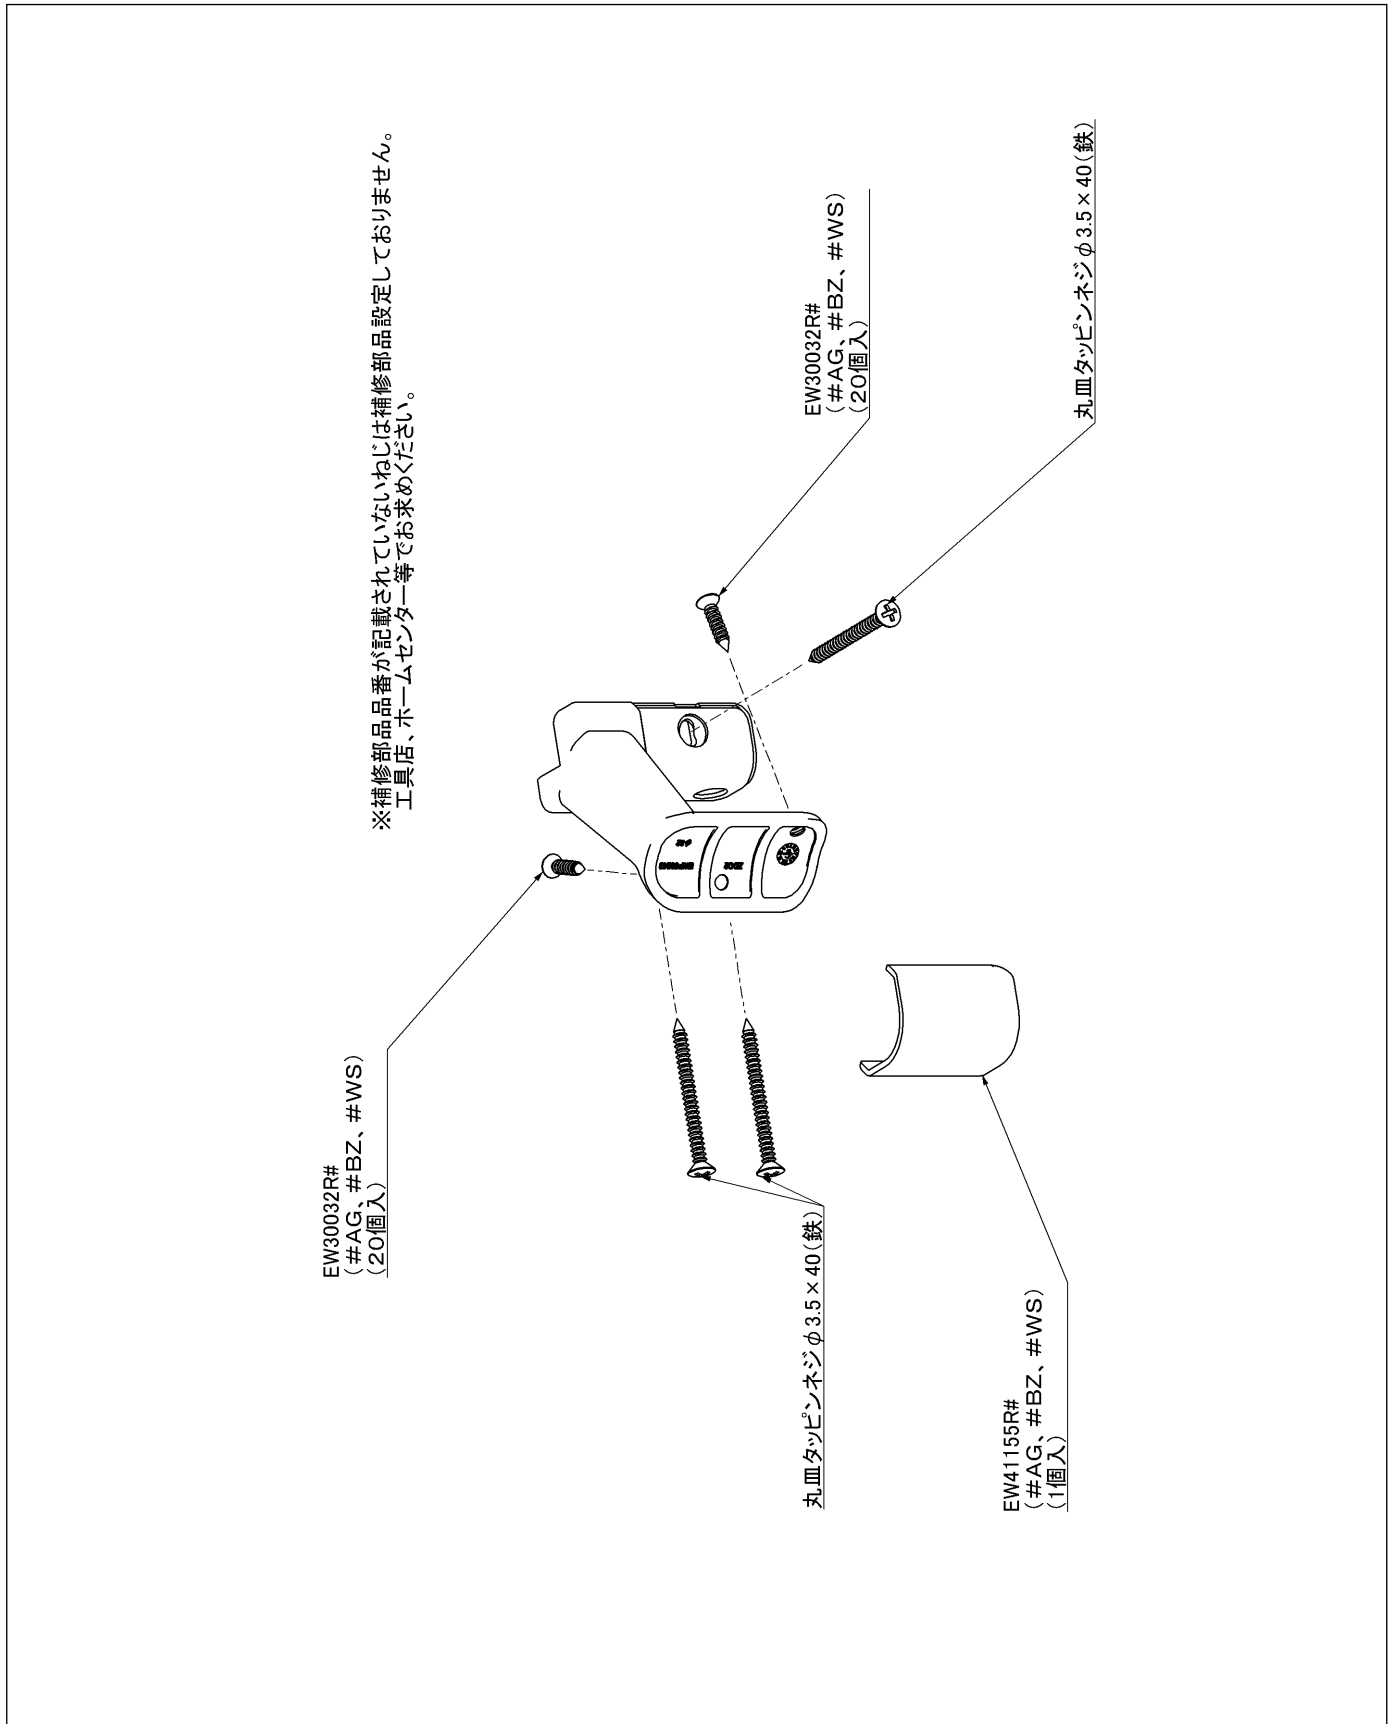 ※補修部品品番が記載されていないねじは補修部品設定しておりません。
工具店、ホームセンター等でお求めください。
EW30032R#
(#AG、#BZ、#WS)
(20個入)
EW30032R#
(#AG、#BZ、#WS)
(20個入)
丸皿タッピンネジφ3.5×40(鉄)
丸皿タッピンネジφ3.5×40(鉄)
EW41155R#
(#AG、#BZ、#WS)
(1個入)